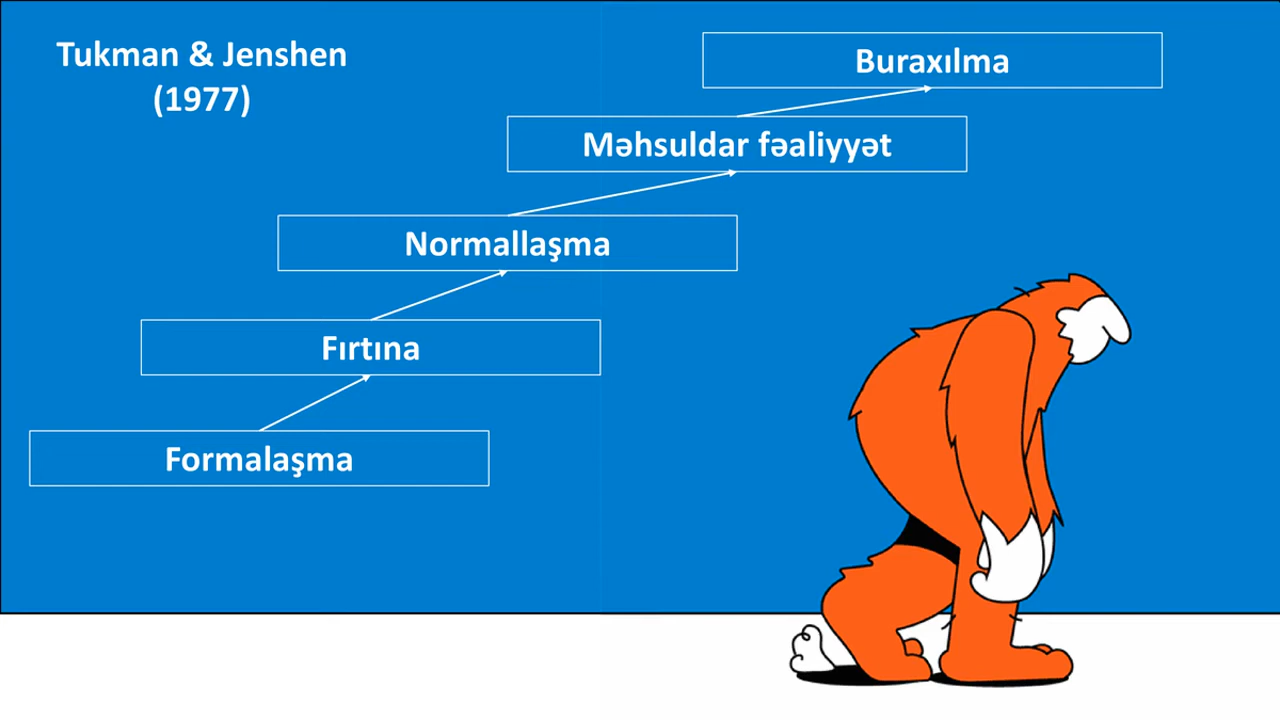 Tukman & Jenshen
(1977)
Buraxılma
Məhsuldar fəaliyyət
Normallaşma
Fırtına
Formalaşma